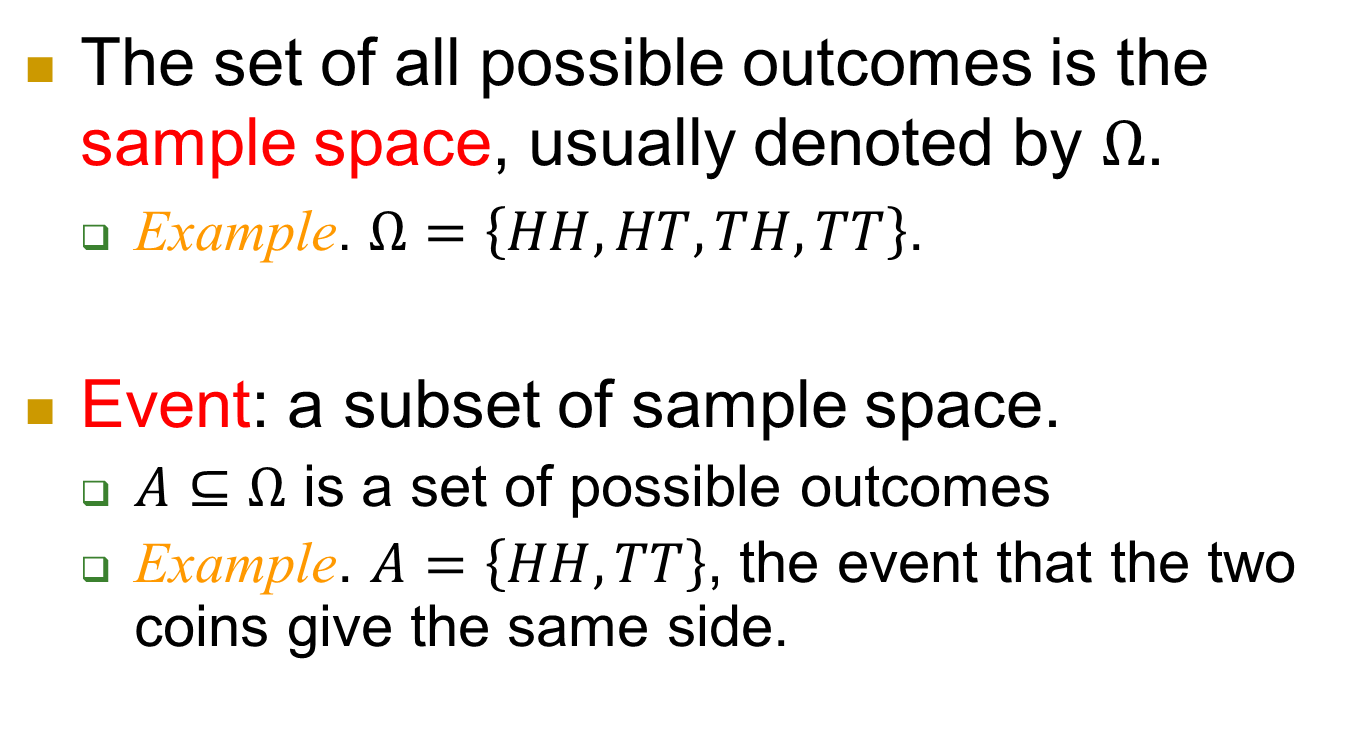 The set of all possible outcomes is the
sample space, usually denoted by Ω.
Example. Ω = {HH, HT, TH, TT}.
Event: a subset of sample space.
A ⊆ Ω is a set of possible outcomes
Example. A = {HH, TT}, the event that the two
coins give the same side.